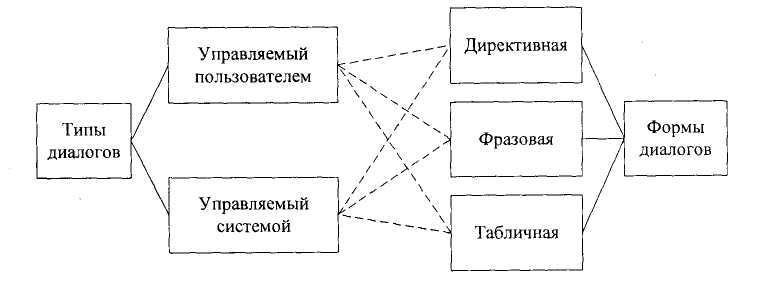 Управляемый
пользователем
Директивная
Типы
диалогов
Фразовая
Формы
диалогов
Управляемый
системой
Табличная